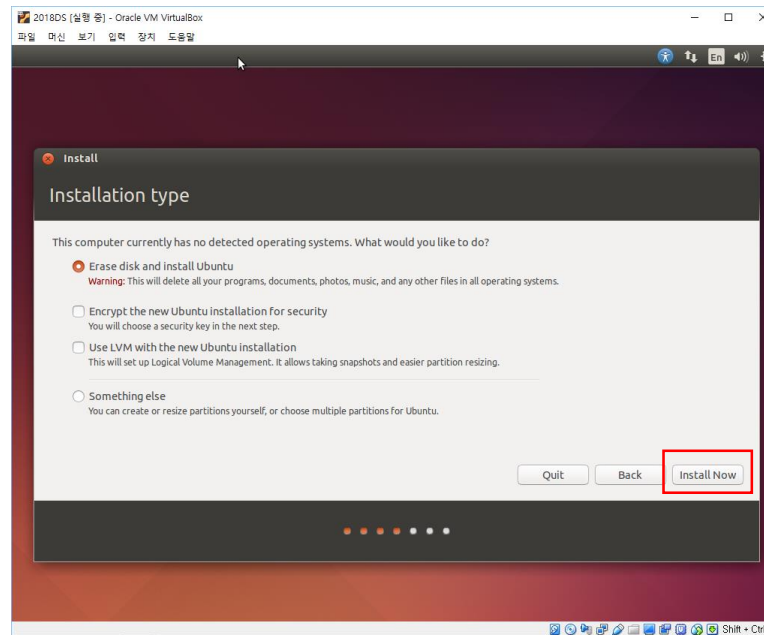 2018DS [실행 중] - Oracle VM VirtualBox
파일 머신 보기 입력 장치 도움말
En
Install
Installation type
This computer currently has no detected operating systems. What would you like to do?
Erase disk and install Ubuntu
Warning: This will delete all your programs, documents, photos, music, and any other files in all operating systems.
Encrypt the new Ubuntu installation for security
You will choose a security key in the next step.
Use LVM with the new Ubuntu installation
This will set up Logical Volume Management. It allows taking snapshots and easier partition resizing.
Something else
You can create or resize partitions yourself, or choose multiple partitions for Ubuntu.
Quit Back Install Now
Shift + Ctr